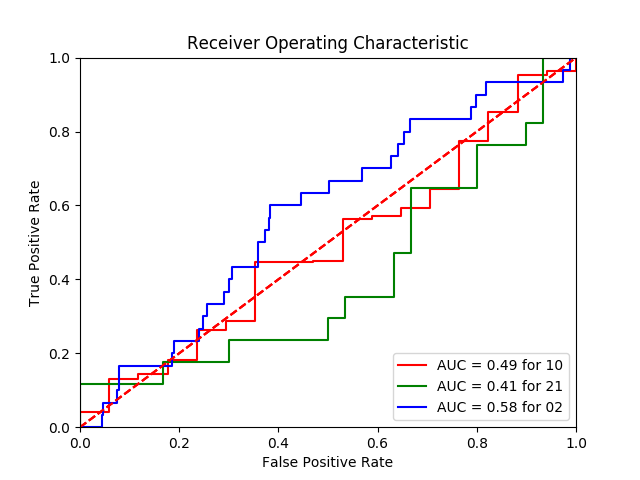 Receiver Operating Characteristic
True Positive Rate
1.0
0.8
0.6
0.4
0.2
0.0
AUC = 0.49 for 10
AUC = 0.41 for 21
AUC = 0.58 for 02
0.0 0.2 0.4 0.6 0.8 1.0
False Positive Rate